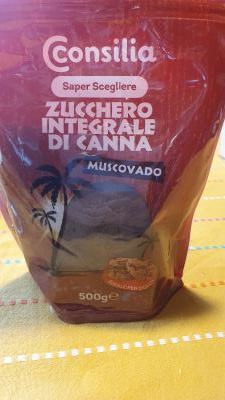 Consilia
Saper Scegliere
ZUCCHERO
INTEGRALE
DI CANNA
MUSCOVADO
500g e